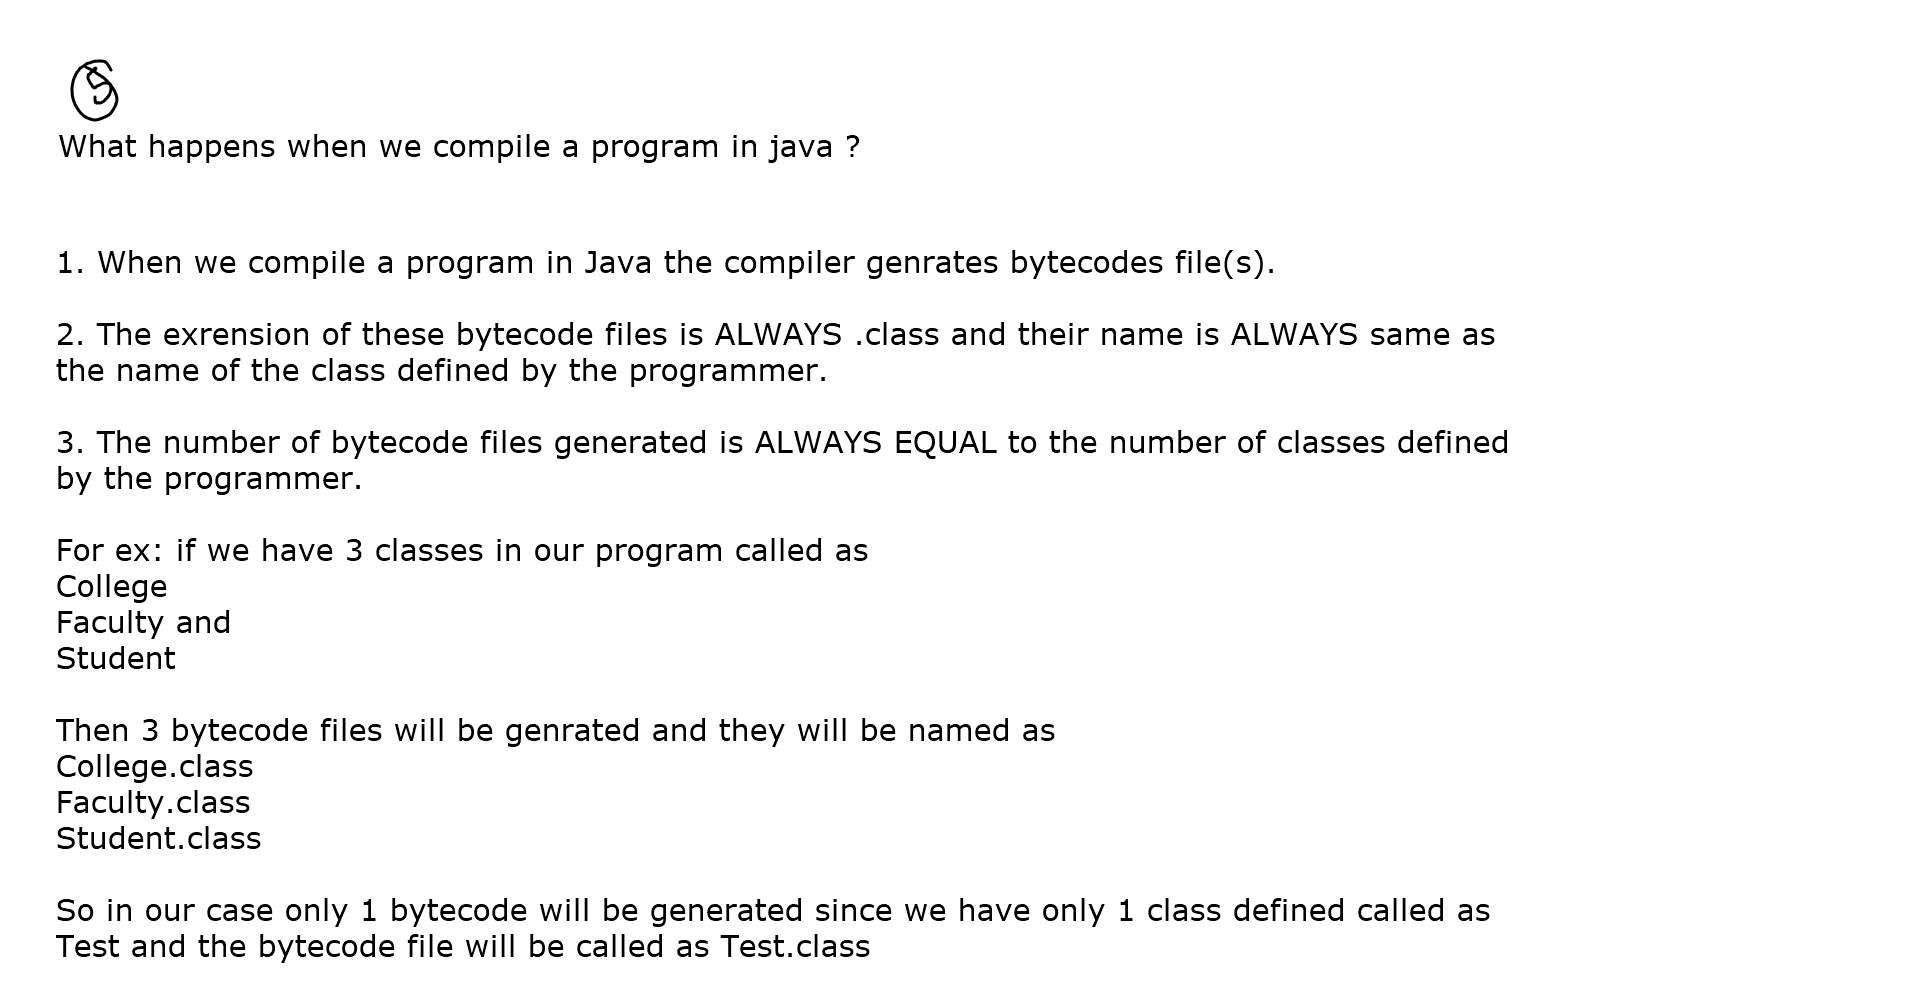 What happens when we compile a program in java ?
1. When we compile a program in Java the compiler genrates bytecodes file(s).
2. The exrension of these bytecode files is ALWAYS .class and their name is ALWAYS same as
the name of the class defined by the programmer.
3. The number of bytecode files generated is ALWAYS EQUAL to the number of classes defined
by the programmer.
For ex: if we have 3 classes in our program called as
College
Faculty and
Student
Then 3 bytecode files will be genrated and they will be named as
College.class
Faculty.class
Student.class
So in our case only 1 bytecode will be generated since we have only 1 class defined called as
Test and the bytecode file will be called as Test.class